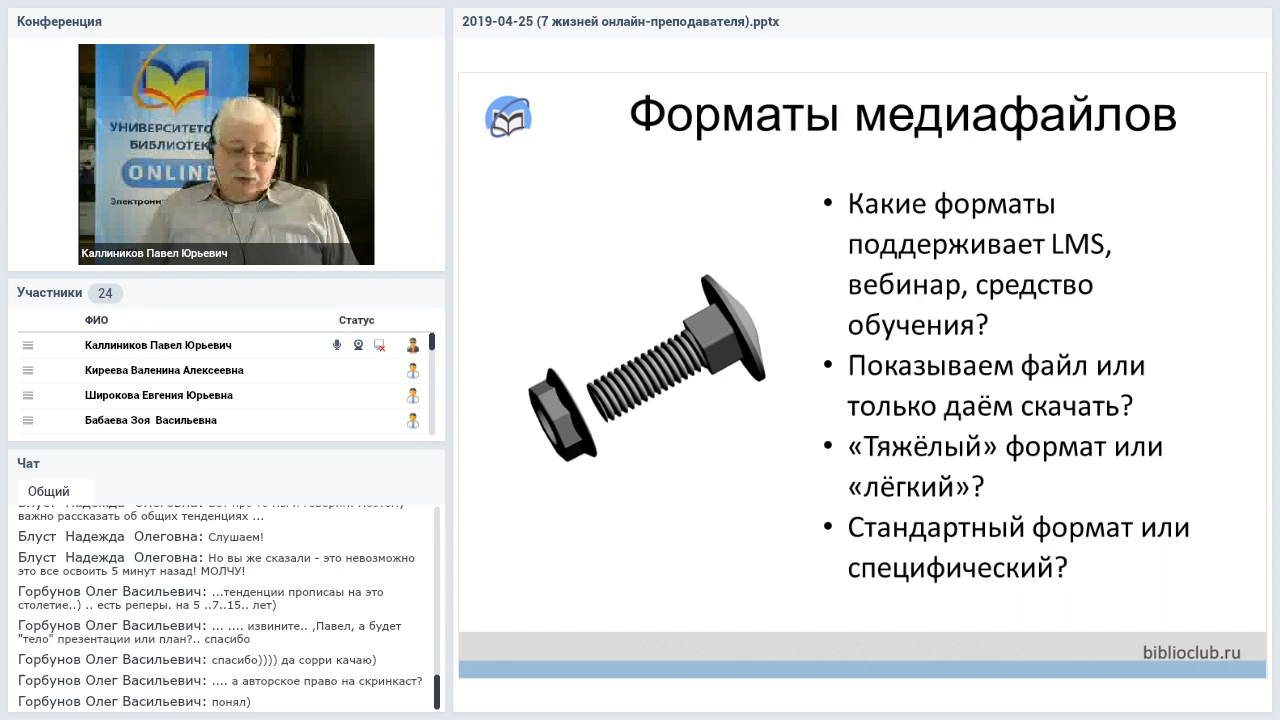 Конференция
УНИВЕРСИТЕТС
БИБЛИОТЕК
ONLINE
Электронн
Каллиников Павел Юрьевич
Участники 24
ФИО Статус
Каллиников Павел Юрьевич
Киреева Валенина Алексеевна
Широкова Евгения Юрьевна
Бабаева Зоя Васильевна
Чат
Общий
важно рассказать об общих тенденциях ...
Блуст Надежда Олеговна: Слушаем!
Блуст Надежда Олеговна: Но вы же сказали - это невозможно
это все освоить 5 минут назад! МОЛЧУ!
Горбунов Олег Васильевич: ...тенденции прописаы на это
столетие..) .. есть реперы. на 5 ..7..15.. лет)
Горбунов Олег Васильевич: ... .... извините.. ,Павел, а будет
"тело" презентации или план?.. спасибо
Горбунов Олег Васильевич: спасибо)))) да сорри качаю)
Горбунов Олег Васильевич: .... а авторское право на скринкаст?
Горбунов Олег Васильевич: понял)
2019-04-25 (7 жизней онлайн-преподавателя).pptx
Форматы медиафайлов
• Какие форматы
поддерживает LMS,
вебинар, средство
обучения?
• Показываем файл или
только даём скачать?
• «Тяжёлый» формат или
«лёгкий»?
• Стандартный формат или
специфический?
biblioclub.ru